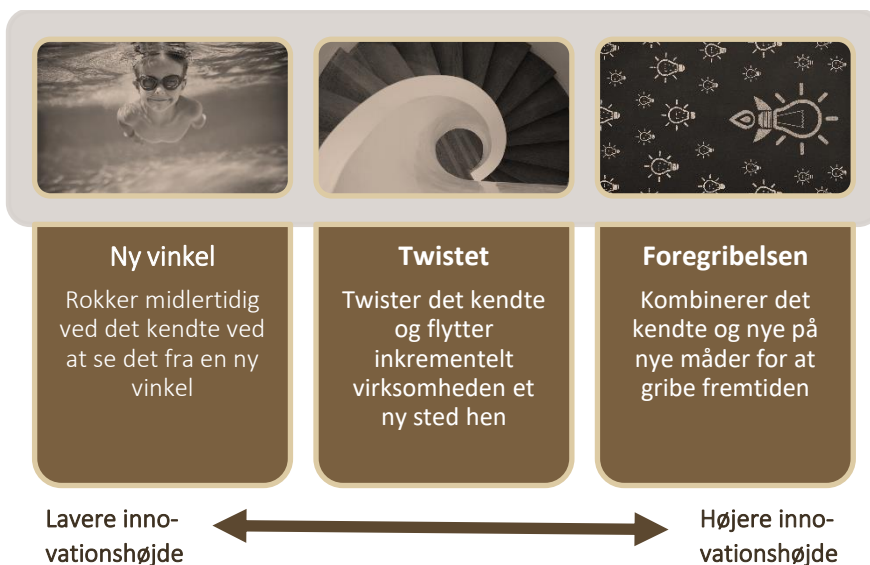 Ny vinkel
Rokker midlertidig
ved det kendte ved
at se det fra en ny
vinkel
Twistet
Twister det kendte
og flytter
inkrementelt
virksomheden et
ny sted hen
Foregribelsen
Kombinerer det
kendte og nye på
nye måder for at
gribe fremtiden
Lavere inno-
vationshøjde
Højere inno-
vationshøjde